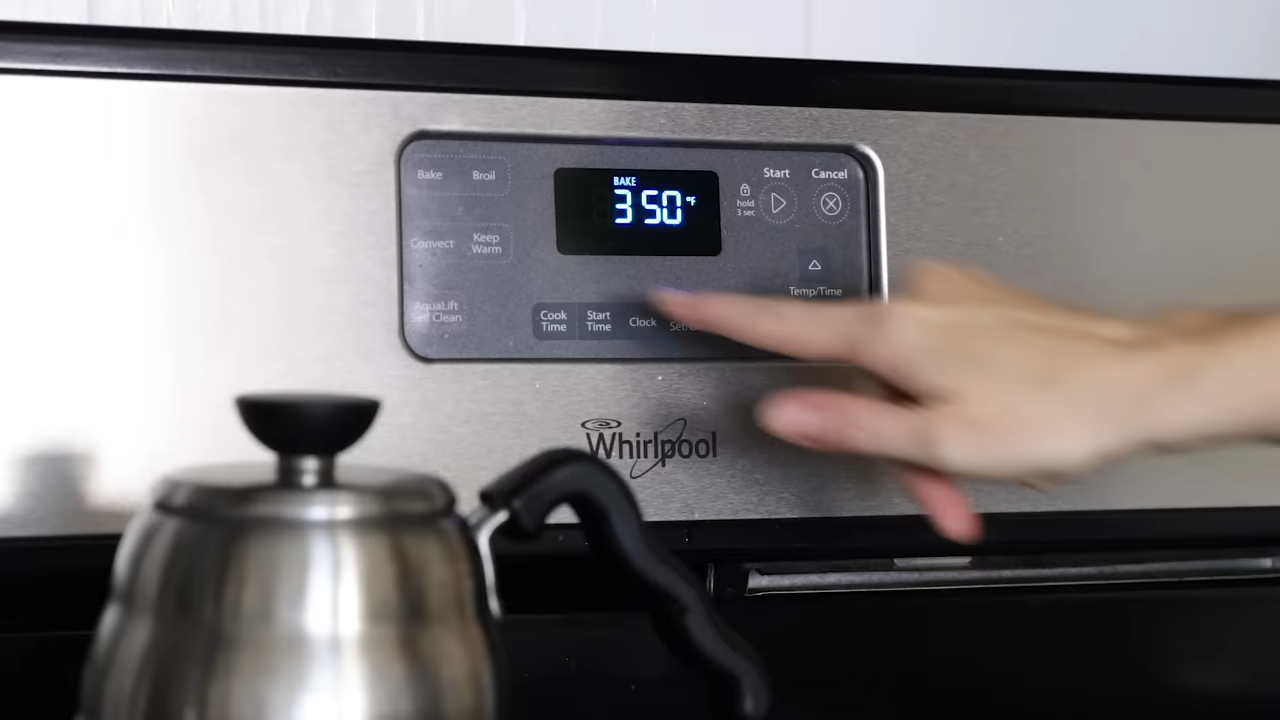 Bake
Broil
Convect
Keep
Warm
AquaLift
Self Clean
BAKE
350°F
hold
3 sec
Start
Cancel
Temp/Time
Cook
Time
Start
Time
Clock
Whirlpool